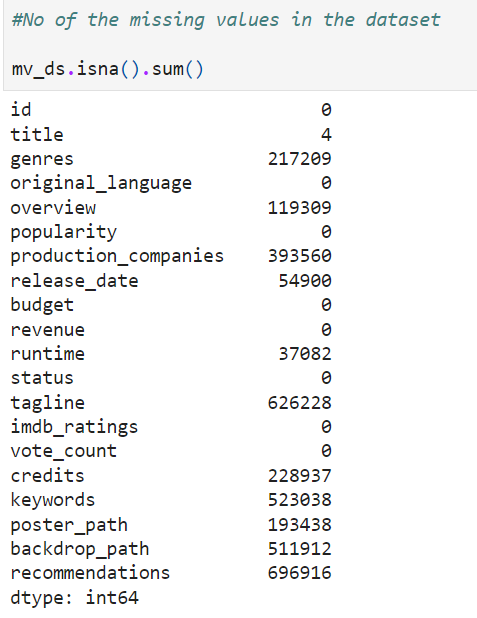 #No of the missing values in the dataset
mv_ds.isna().sum()
id 0
title 4
genres 217209
original_language 0
overview 119309
popularity 0
production_companies 393560
release_date 54900
budget 0
revenue 0
runtime 37082
status 0
tagline 626228
imdb_ratings 0
vote_count 0
credits 228937
keywords 523038
poster_path 193438
backdrop_path 511912
recommendations 696916
dtype: int64